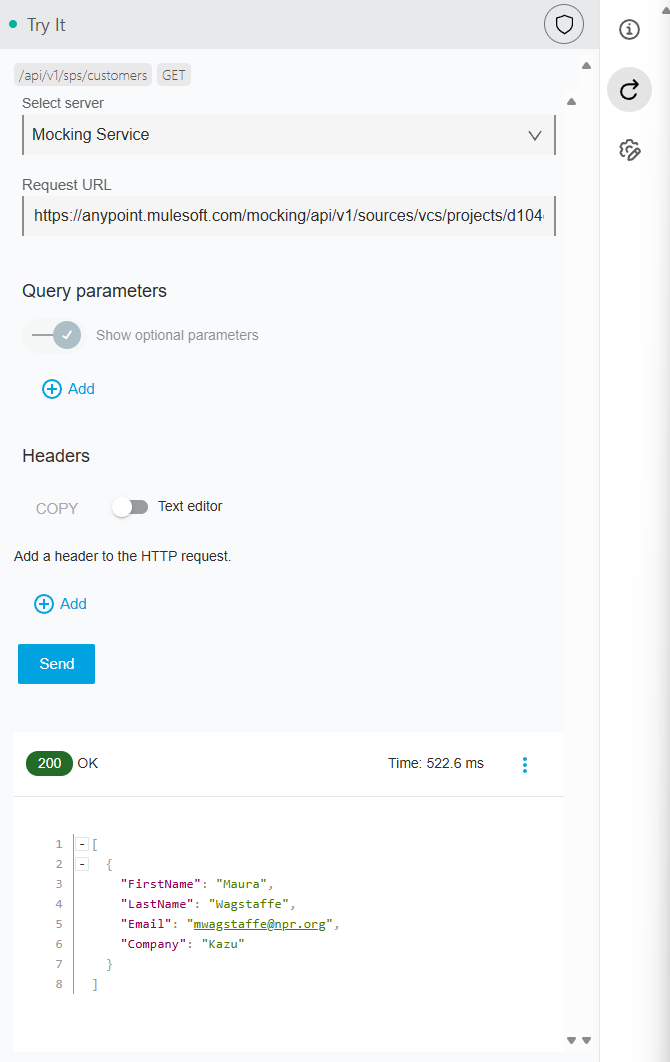 Try It
/api/v1/sps/customers GET
Select server
Mocking Service
Request URL
https://anypoint.mulesoft.com/mocking/api/v1/sources/vcs/projects/d104
Query parameters
Show optional parameters
Add
Headers
COPY Text editor
Add a header to the HTTP request.
Add
Send
200 OK Time: 522.6 ms
1 - [
2 - {
3 "FirstName": "Maura",
4 "LastName": "Wagstaffe",
5 "Email": "mwagstaffe@npr.org",
6 "Company": "Kazu"
7 }
8 ]